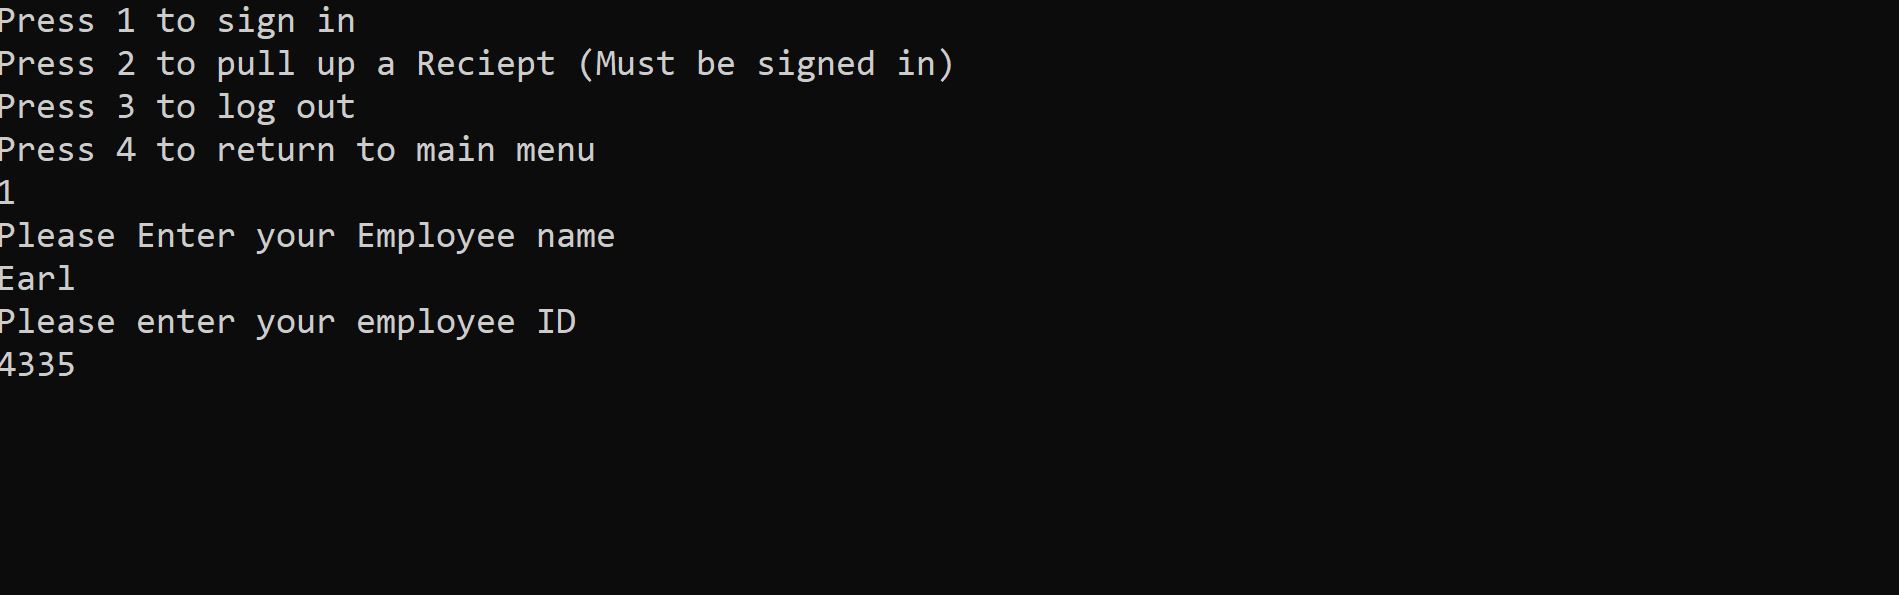 Press 1 to sign in
Press 2 to pull up a Reciept (Must be signed in)
Press 3 to log out
Press 4 to return to main menu
1
Please Enter your Employee name
Earl
Please enter your employee ID
4335